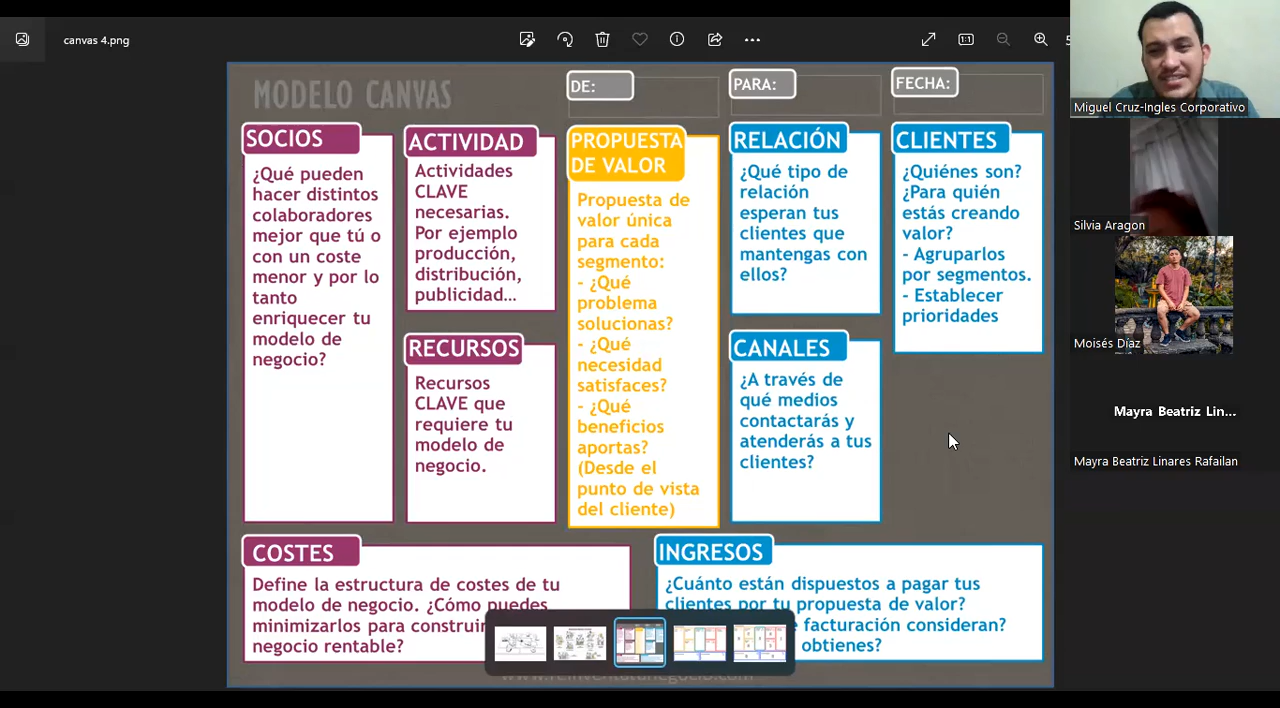 canvas 4.png
MODELO CANVAS
DE:
PARA:
FECHA:
SOCIOS
¿Qué pueden
hacer distintos
colaboradores
mejor que tú o
con un coste
menor y por lo
tanto
enriquecer tu
modelo de
negocio?
ACTIVIDAD
Actividades
CLAVE
necesarias.
Por ejemplo
producción,
distribución,
publicidad...
RECURSOS
Recursos
CLAVE que
requiere tu
modelo de
negocio.
PROPUESTA
DE VALOR
Propuesta de
valor única
para cada
segmento:
- ¿Qué
problema
solucionas?
- ¿Qué
necesidad
satisfaces?
- ¿Qué
beneficios
aportas?
(Desde el
punto de vista
del cliente)
RELACIÓN
¿Qué tipo de
relación
esperan tus
clientes que
mantengas con
ellos?
CANALES
¿A través de
qué medios
contactarás y
atenderás a tus
clientes?
CLIENTES
¿Quiénes son?
¿Para quién
estás creando
valor?
- Agruparlos
por segmentos.
- Establecer
prioridades
COSTES
Define la estructura de costes de tu
modelo de negocio. ¿Cómo puedes
minimizarlos para construir
negocio rentable?
INGRESOS
¿Cuánto están dispuestos a pagar tus
clientes por tu propuesta de valor?
facturación consideran?
obtienes?
Miguel Cruz-Ingles Corporativo
Silvia Aragon
Moisés Díaz
Mayra Beatriz Lin...
Mayra Beatriz Linares Rafailan